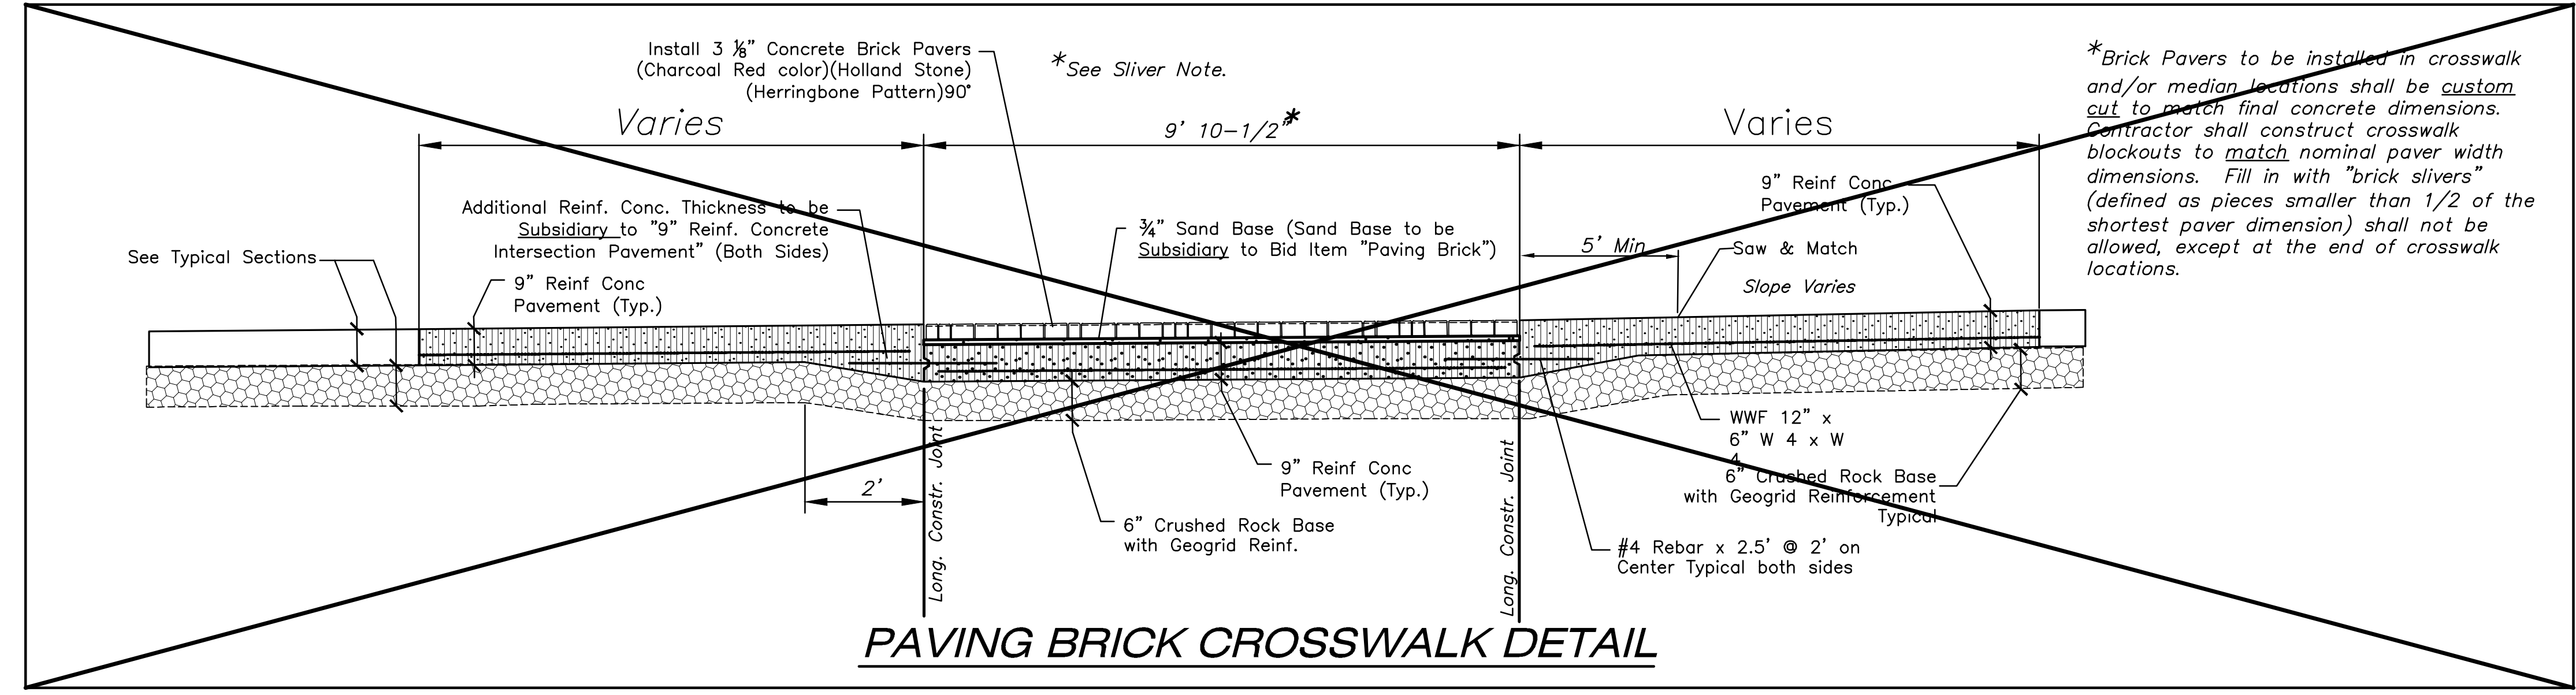 Install 3 ⅛" Concrete Brick Pavers
(Charcoal Red color)(Holland Stone)
(Herringbone Pattern)90°
*See Sliver Note.
Varies
9' 10-1/2"*
Varies
*Brick Pavers to be installed in crosswalk
and/or median locations shall be custom
cut to match final concrete dimensions.
Contractor shall construct crosswalk
blockouts to match nominal paver width
dimensions. Fill in with "brick slivers"
(defined as pieces smaller than 1/2 of the
shortest paver dimension) shall not be
allowed, except at the end of crosswalk
locations.
Additional Reinf. Conc. Thickness to be
Subsidiary to "9" Reinf. Concrete
Intersection Pavement" (Both Sides)
¾" Sand Base (Sand Base to be
Subsidiary to Bid Item "Paving Brick")
9" Reinf Conc
Pavement (Typ.)
5' Min
Saw & Match
Slope Varies
See Typical Sections
9" Reinf Conc
Pavement (Typ.)
WWF 12" x
6" W 4 x W
4
6" Crushed Rock Base
with Geogrid Reinforcement
Typical
9" Reinf Conc
Pavement (Typ.)
2'
6" Crushed Rock Base
with Geogrid Reinf.
Long. Constr. Joint
Long. Constr. Joint
#4 Rebar x 2.5' @ 2' on
Center Typical both sides
PAVING BRICK CROSSWALK DETAIL